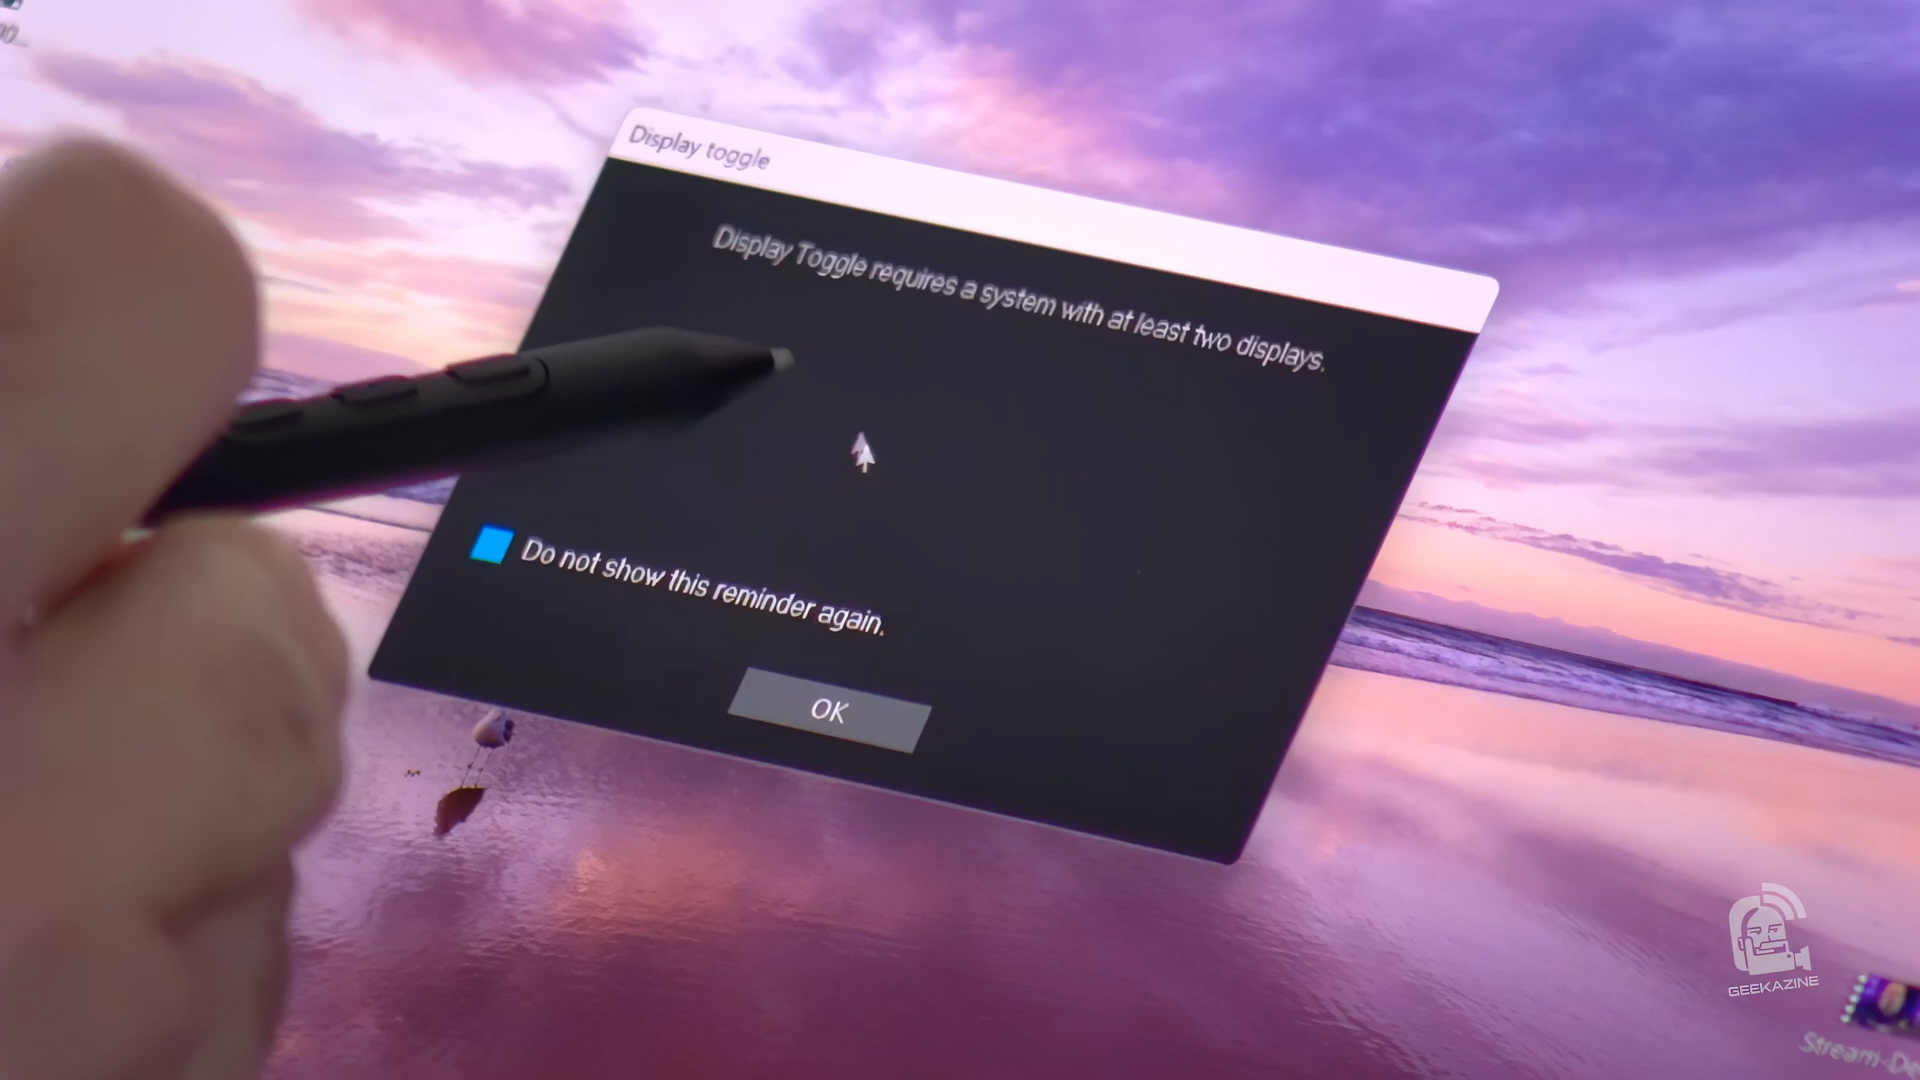 Display toggle
Display Toggle requires a system with at least two displays.
Do not show this reminder again.
OK
GEEKAZINE